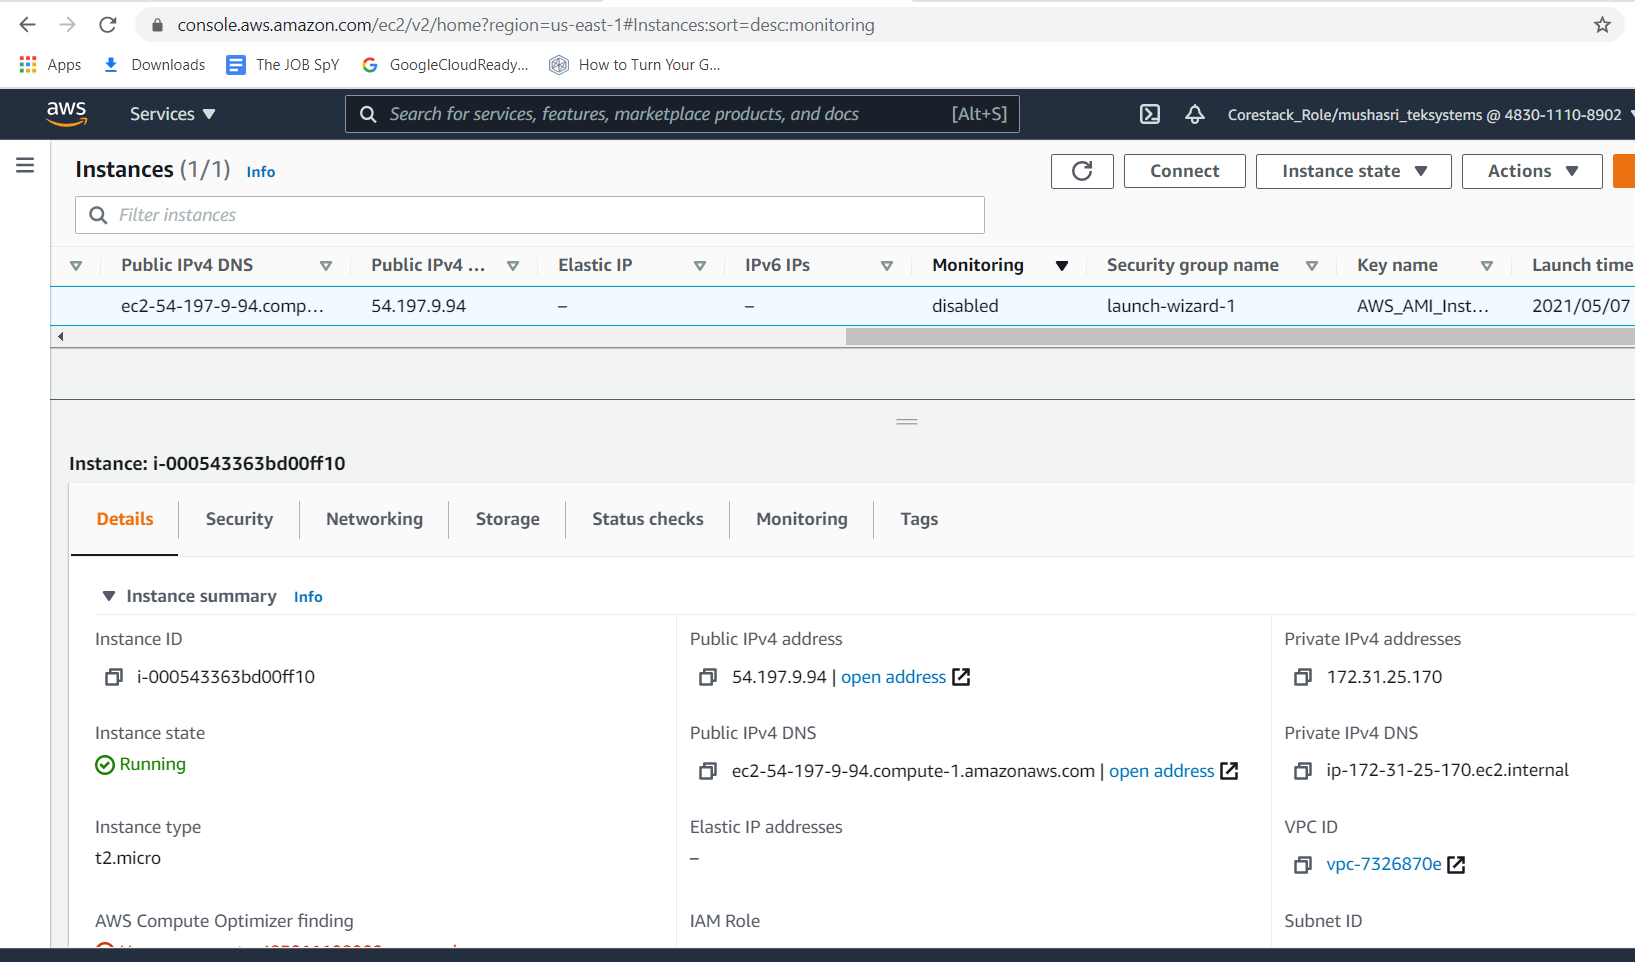 console.aws.amazon.com/ec2/v2/home?region=us-east-1#Instances:sort=desc:monitoring
Apps Downloads The JOB SpY GoogleCloudReady... How to Turn Your G...
aws Services Search for services, features, marketplace products, and docs [Alt+S] Corestack_Role/mushasri_teksystems @ 4830-1110-8902
Instances (1/1) Info Connect Instance state Actions
Filter instances
Public IPv4 DNS Public IPv4 ... Elastic IP IPv6 IPs Monitoring Security group name Key name Launch time
ec2-54-197-9-94.comp... 54.197.9.94 – – disabled launch-wizard-1 AWS_AMI_Inst... 2021/05/07
Instance: i-000543363bd00ff10
Details Security Networking Storage Status checks Monitoring Tags
Instance summary Info
Instance ID Public IPv4 address Private IPv4 addresses
i-000543363bd00ff10 54.197.9.94 | open address 172.31.25.170
Instance state Public IPv4 DNS Private IPv4 DNS
Running ec2-54-197-9-94.compute-1.amazonaws.com | open address ip-172-31-25-170.ec2.internal
Instance type Elastic IP addresses VPC ID
t2.micro – vpc-7326870e
AWS Compute Optimizer finding IAM Role Subnet ID